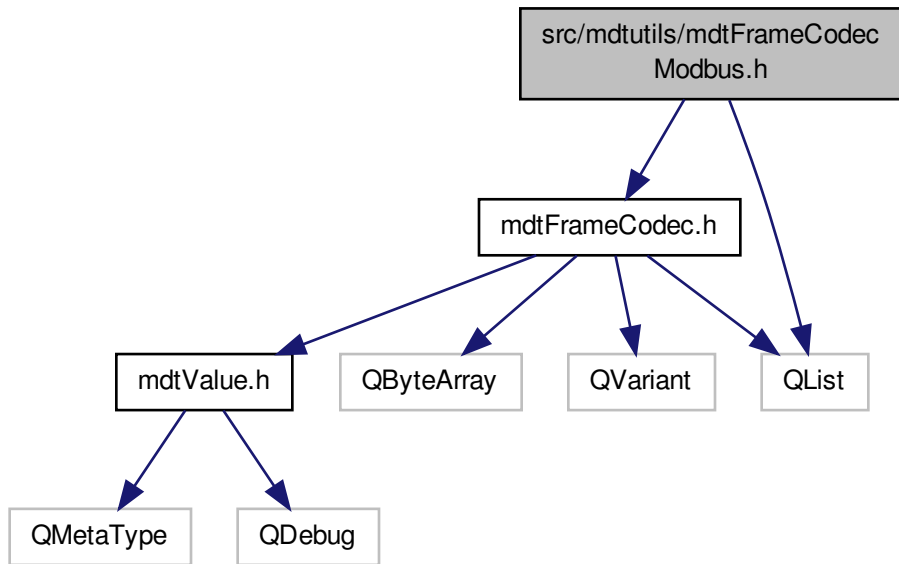 src/mdtutils/mdtFrameCodec
Modbus.h
mdtFrameCodec.h
mdtValue.h
QByteArray
QVariant
QList
QMetaType
QDebug